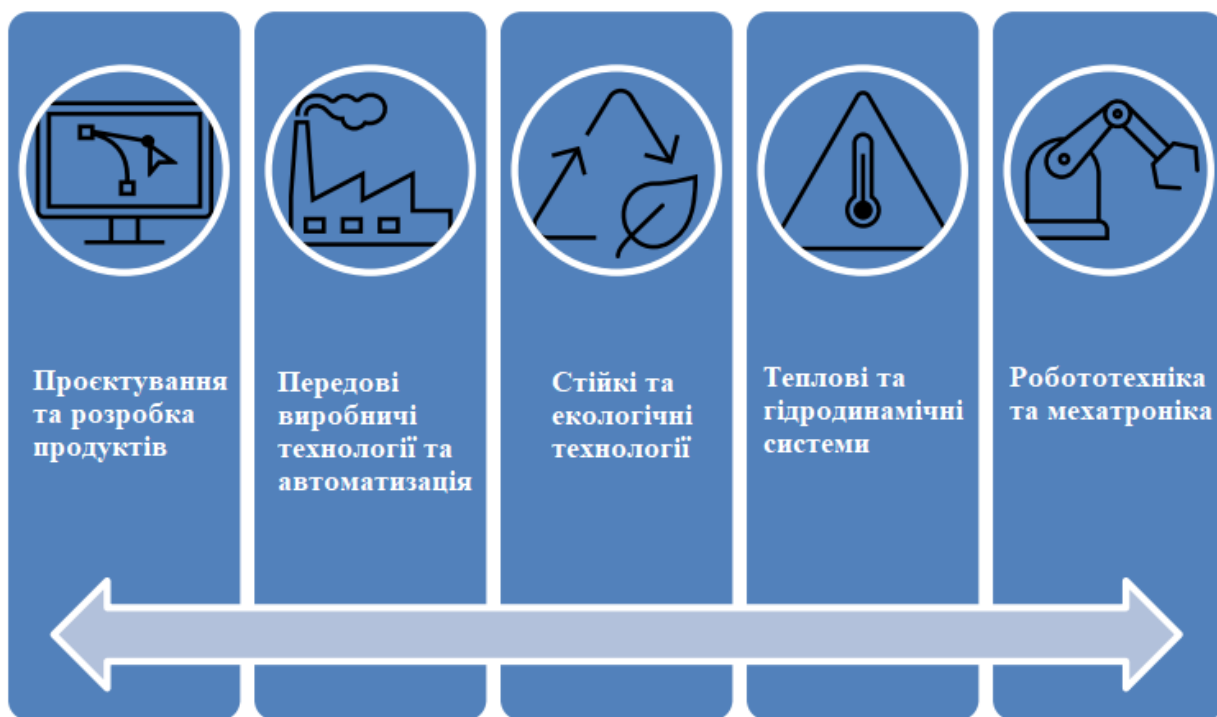 Проєктування
та розробка
продуктів
Передові
виробничі
технології та
автоматизація
Стійкі та
екологічні
технології
Теплові та
гідродинамічні
системи
Робототехніка
та мехатроніка